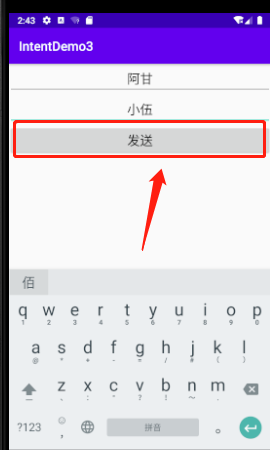 2:43
IntentDemo3
阿甘
小伍
发送
佰
q w e r t y u i o p
1 2 3 4 5 6 7 8 9 0
a s d f g h j k l
@ * + - = / # ( )
z x c v b n m
' : " ? ! ~ …
?123 , 拼音 。